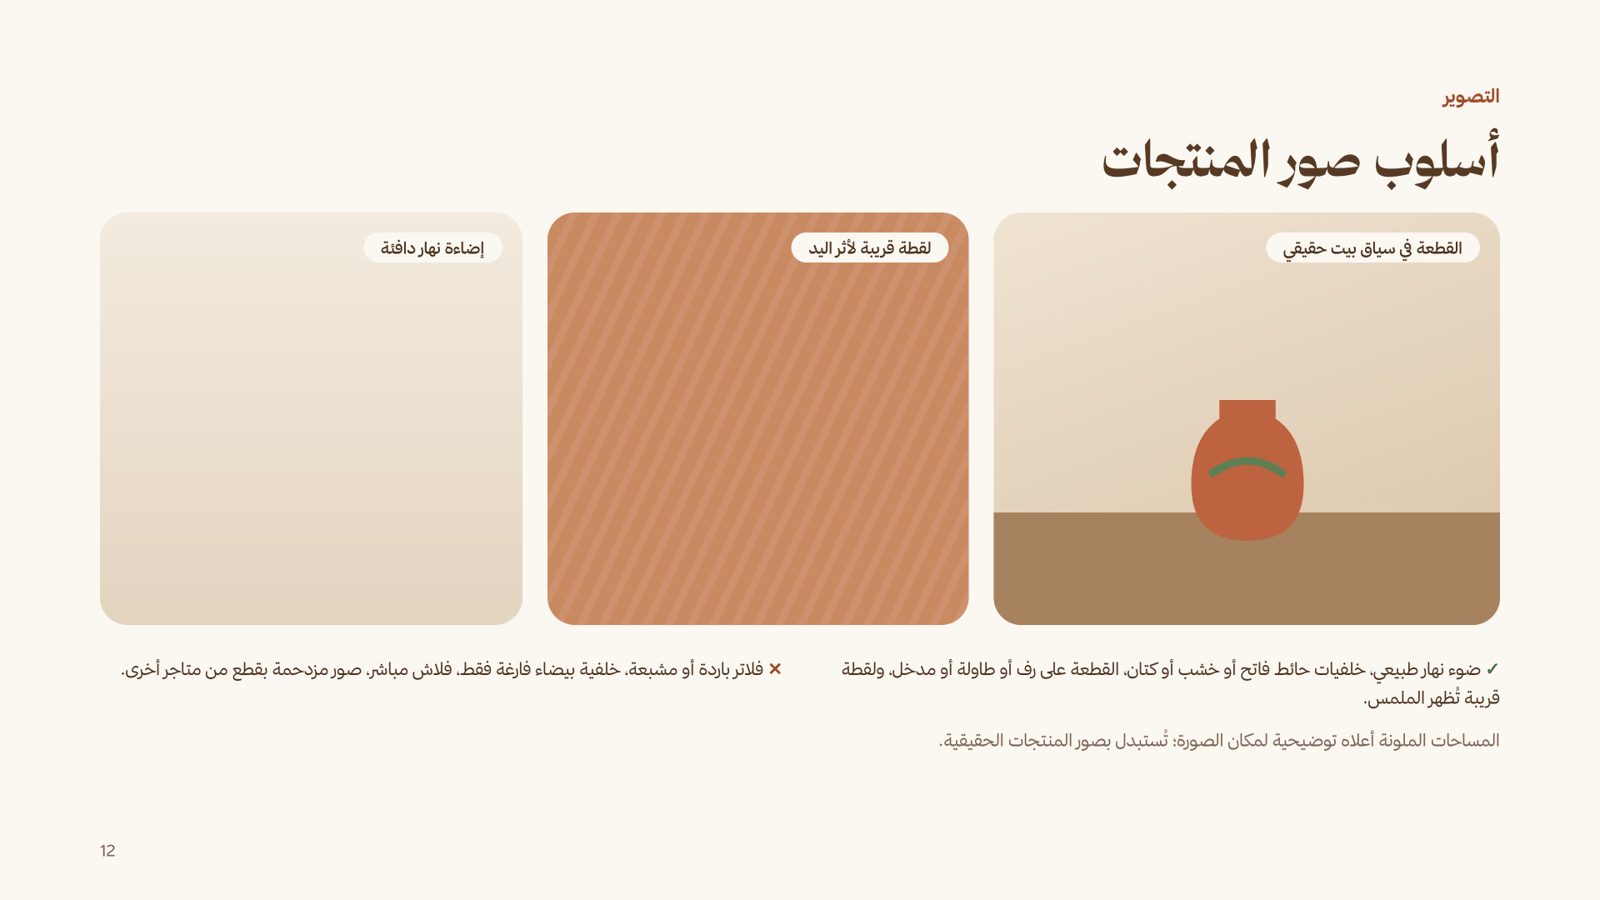 التصوير
أسلوب صور المنتجات
القطعة في سياق بيت حقيقي
لقطة قريبة لأثر اليد
إضاءة نهار دافئة
✓ ضوء نهار طبيعي، خلفيات حائط فاتح أو خشب أو كتان، القطعة على رف أو طاولة أو مدخل، ولقطة
قريبة تُظهر الملمس.
✕ فلاتر باردة أو مشبعة، خلفية بيضاء فارغة فقط، فلاش مباشر، صور مزدحمة بقطع من متاجر أخرى.
المساحات الملونة أعلاه توضيحية لمكان الصورة؛ تُستبدل بصور المنتجات الحقيقية.
12